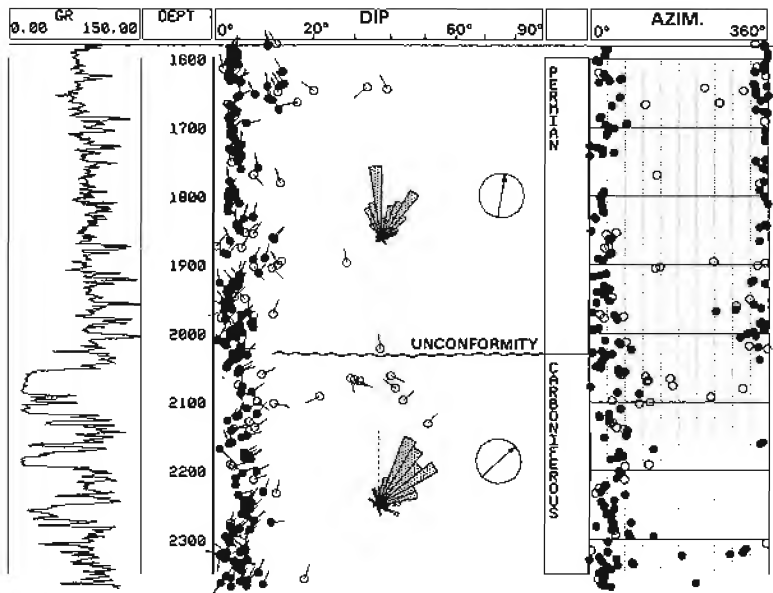 GR DEPT DIP AZIM.
0.00 150.00 0° 20° 60° 90° 0° 360°
1600
PERMIAN
1700
1800
1900
2000
UNCONFORMITY
CARBONIFEROUS
2100
2200
2300